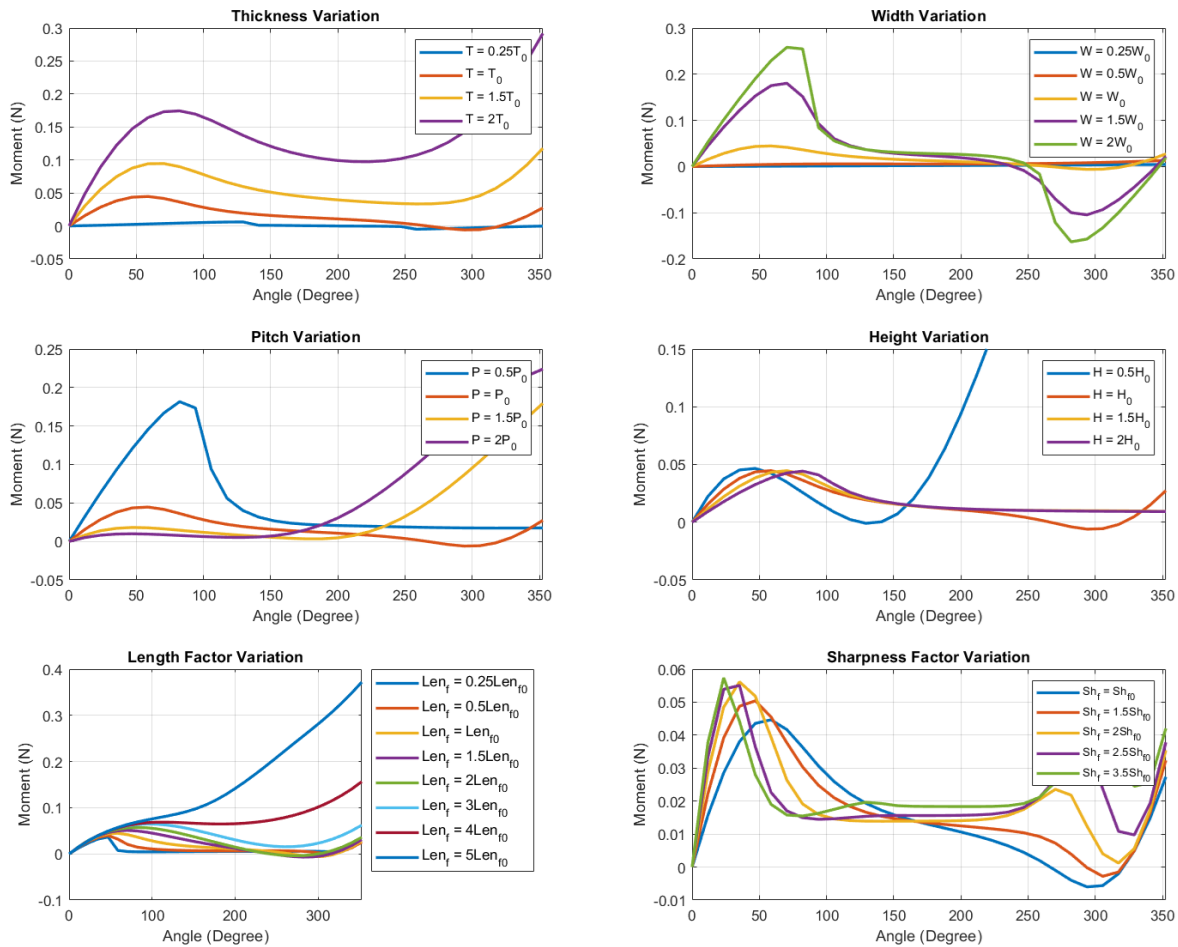 Thickness Variation
0.3
0.25
0.2
0.15
0.1
0.05
0
-0.05
Moment (N)
0 50 100 150 200 250 300 350
Angle (Degree)
T = 0.25T0
T = T0
T = 1.5T0
T = 2T0
Width Variation
0.3
0.2
0.1
0
-0.1
-0.2
Moment (N)
0 50 100 150 200 250 300 350
Angle (Degree)
W = 0.25W0
W = 0.5W0
W = W0
W = 1.5W0
W = 2W0
Pitch Variation
0.25
0.2
0.15
0.1
0.05
0
-0.05
Moment (N)
0 50 100 150 200 250 300 350
Angle (Degree)
P = 0.5P0
P = P0
P = 1.5P0
P = 2P0
Height Variation
0.15
0.1
0.05
0
-0.05
Moment (N)
0 50 100 150 200 250 300 350
Angle (Degree)
H = 0.5H0
H = H0
H = 1.5H0
H = 2H0
Length Factor Variation
0.4
0.3
0.2
0.1
0
-0.1
Moment (N)
0 100 200 300
Angle (Degree)
Lenf = 0.25Lenf0
Lenf = 0.5Lenf0
Lenf = Lenf0
Lenf = 1.5Lenf0
Lenf = 2Lenf0
Lenf = 3Lenf0
Lenf = 4Lenf0
Lenf = 5Lenf0
Sharpness Factor Variation
0.06
0.05
0.04
0.03
0.02
0.01
0
-0.01
Moment (N)
0 50 100 150 200 250 300 350
Angle (Degree)
Shf = Shf0
Shf = 1.5Shf0
Shf = 2Shf0
Shf = 2.5Shf0
Shf = 3.5Shf0